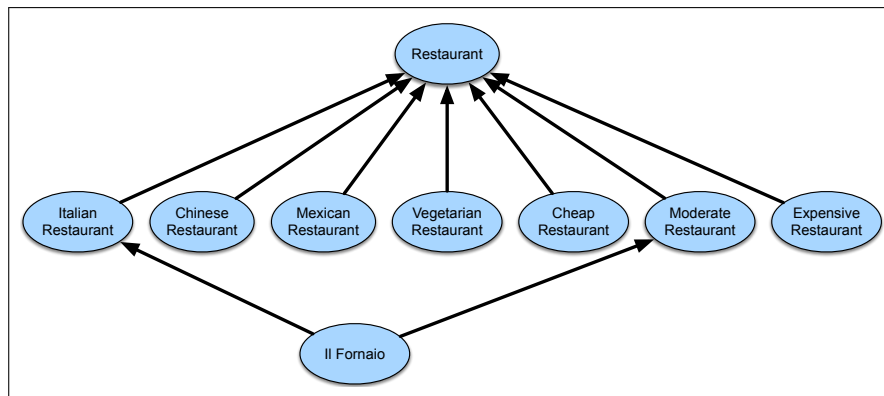 Restaurant
Italian
Restaurant
Chinese
Restaurant
Mexican
Restaurant
Vegetarian
Restaurant
Cheap
Restaurant
Moderate
Restaurant
Expensive
Restaurant
Il Fornaio